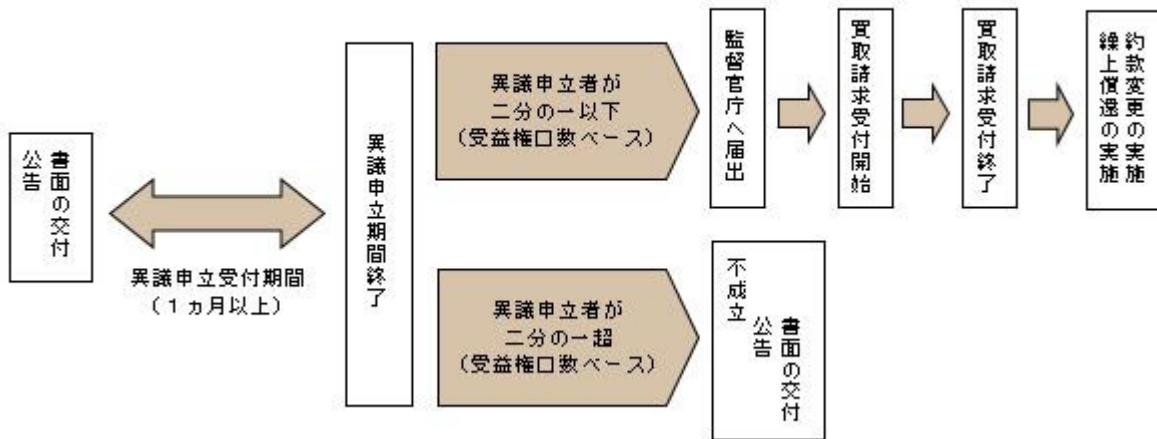 書面の交付
公告
異議申立受付期間
（１ヵ月以上）
異議申立期間終了
異議申立者が
二分の一以下
（受益権口数ベース）
監督官庁へ届出
買取請求受付開始
買取請求受付終了
約款変更の実施
繰上償還の実施
異議申立者が
二分の一超
（受益権口数ベース）
不成立
書面の交付
公告